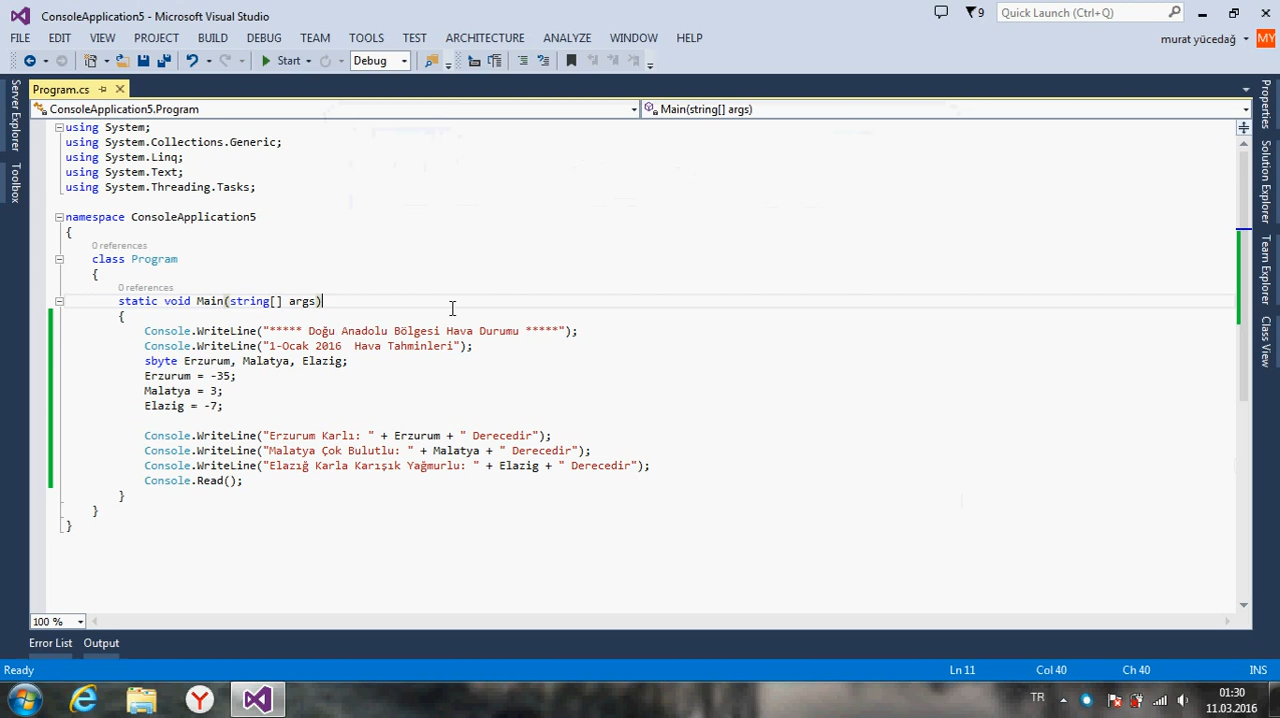 ConsoleApplication5 - Microsoft Visual Studio
9
Quick Launch (Ctrl+Q)
FILE EDIT VIEW PROJECT BUILD DEBUG TEAM TOOLS TEST ARCHITECTURE ANALYZE WINDOW HELP
murat yücedağ MY
Start Debug
Program.cs
ConsoleApplication5.Program
Main(string[] args)
Server Explorer
Toolbox
Properties
Solution Explorer
Team Explorer
Class View
using System;
using System.Collections.Generic;
using System.Linq;
using System.Text;
using System.Threading.Tasks;
namespace ConsoleApplication5
{
0 references
class Program
{
0 references
static void Main(string[] args)
{
Console.WriteLine("***** Doğu Anadolu Bölgesi Hava Durumu *****");
Console.WriteLine("1-Ocak 2016  Hava Tahminleri");
sbyte Erzurum, Malatya, Elazig;
Erzurum = -35;
Malatya = 3;
Elazig = -7;
Console.WriteLine("Erzurum Karlı: " + Erzurum + " Derecedir");
Console.WriteLine("Malatya Çok Bulutlu: " + Malatya + " Derecedir");
Console.WriteLine("Elazığ Karla Karışık Yağmurlu: " + Elazig + " Derecedir");
Console.Read();
}
}
}
100 %
Error List Output
Ready
Ln 11 Col 40 Ch 40 INS
TR
01:30
11.03.2016